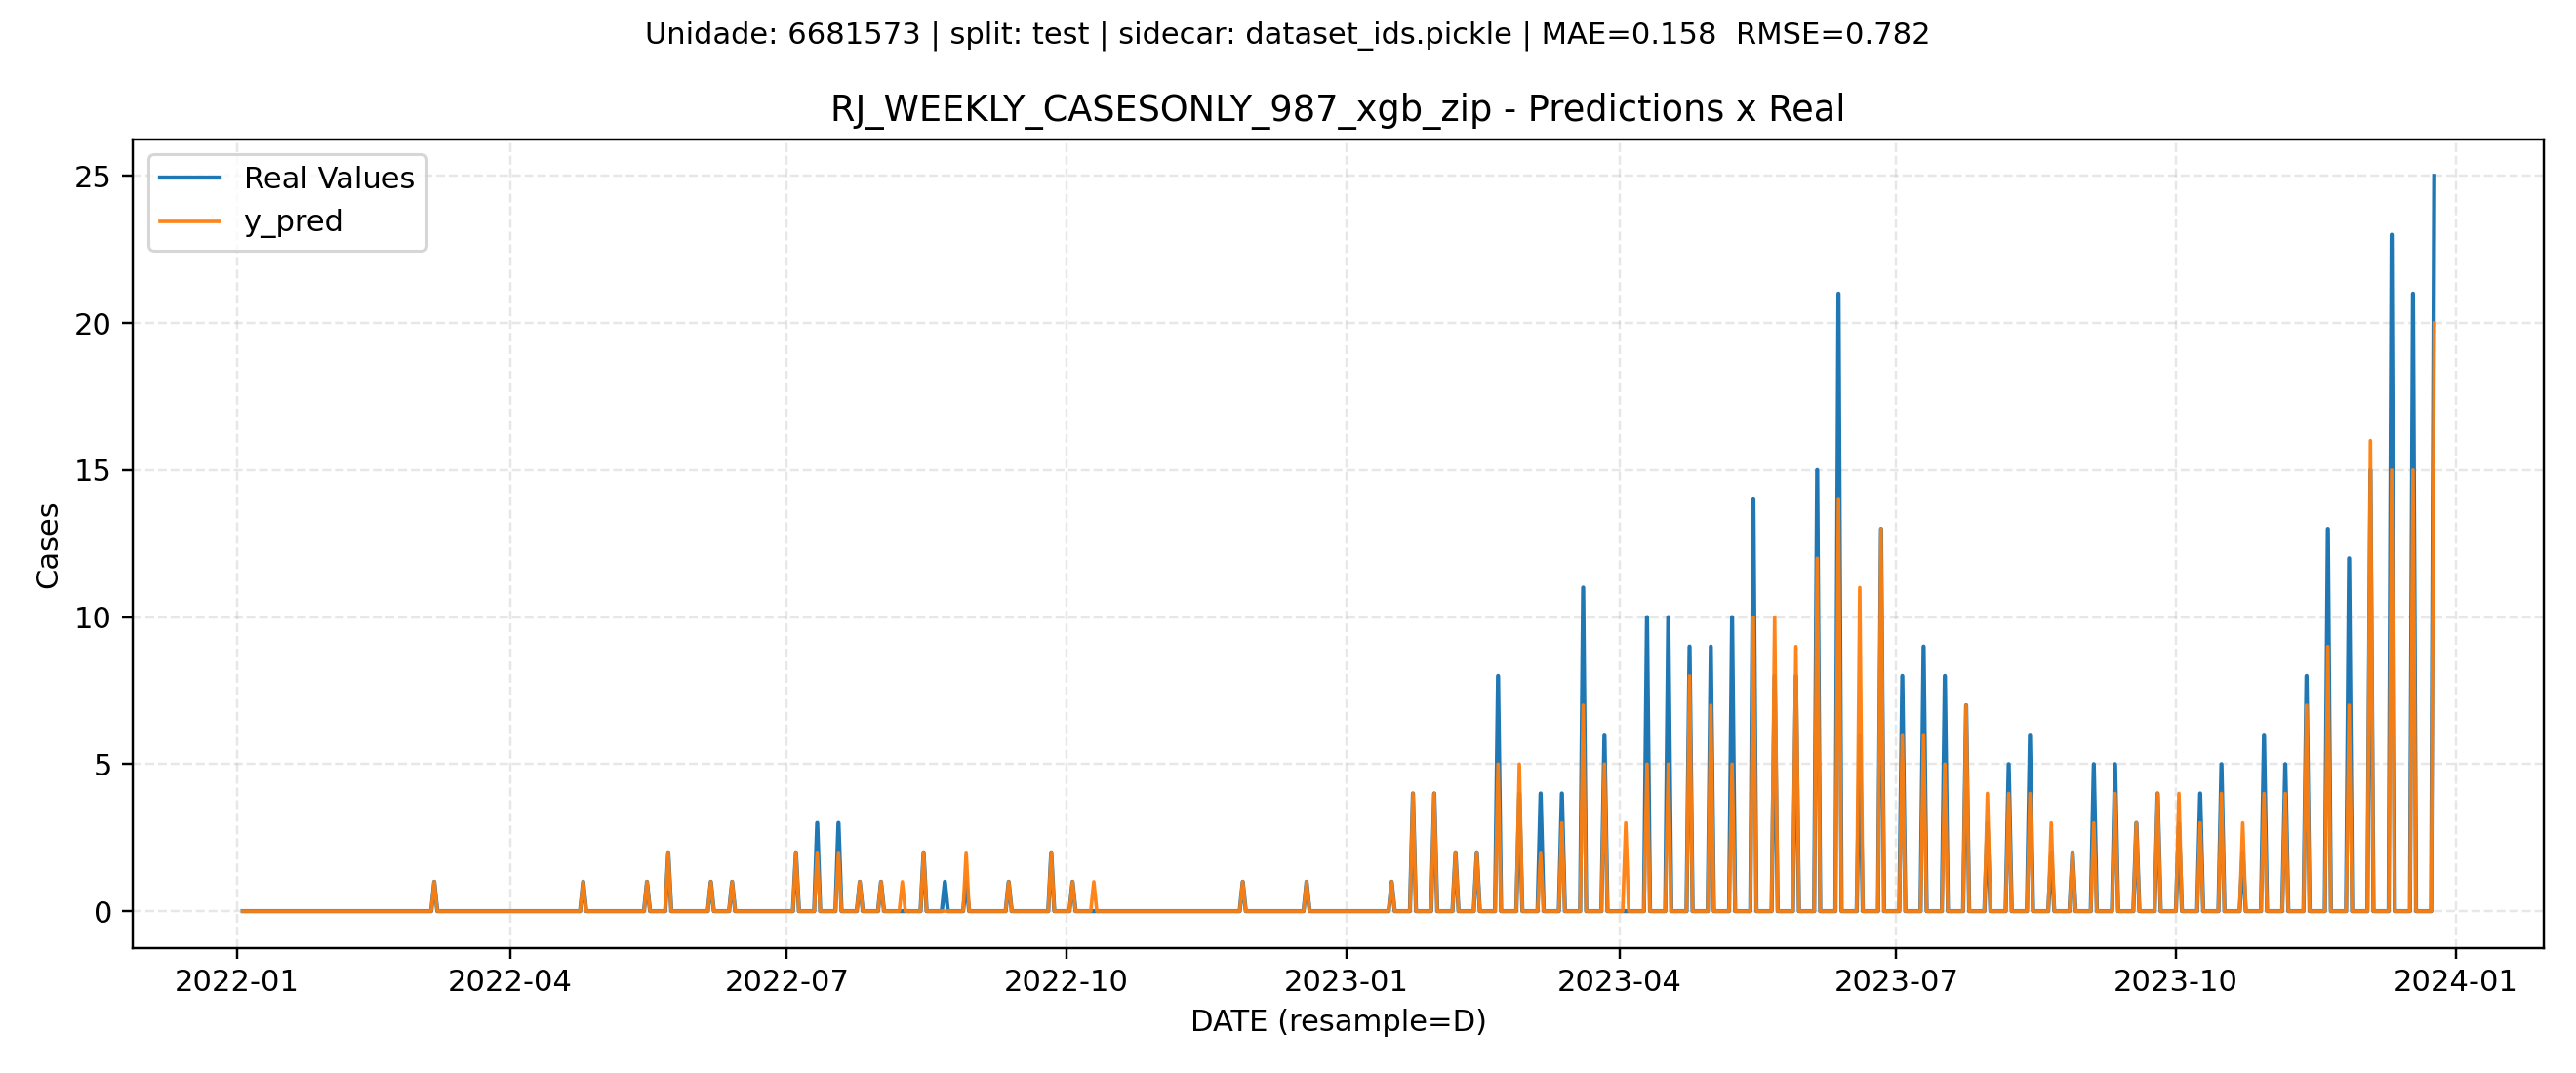 Unidade: 6681573 | split: test | sidecar: dataset_ids.pickle | MAE=0.158  RMSE=0.782
RJ_WEEKLY_CASESONLY_987_xgb_zip - Predictions x Real
Real Values
y_pred
25
20
15
10
5
0
Cases
2022-01
2022-04
2022-07
2022-10
2023-01
2023-04
2023-07
2023-10
2024-01
DATE (resample=D)